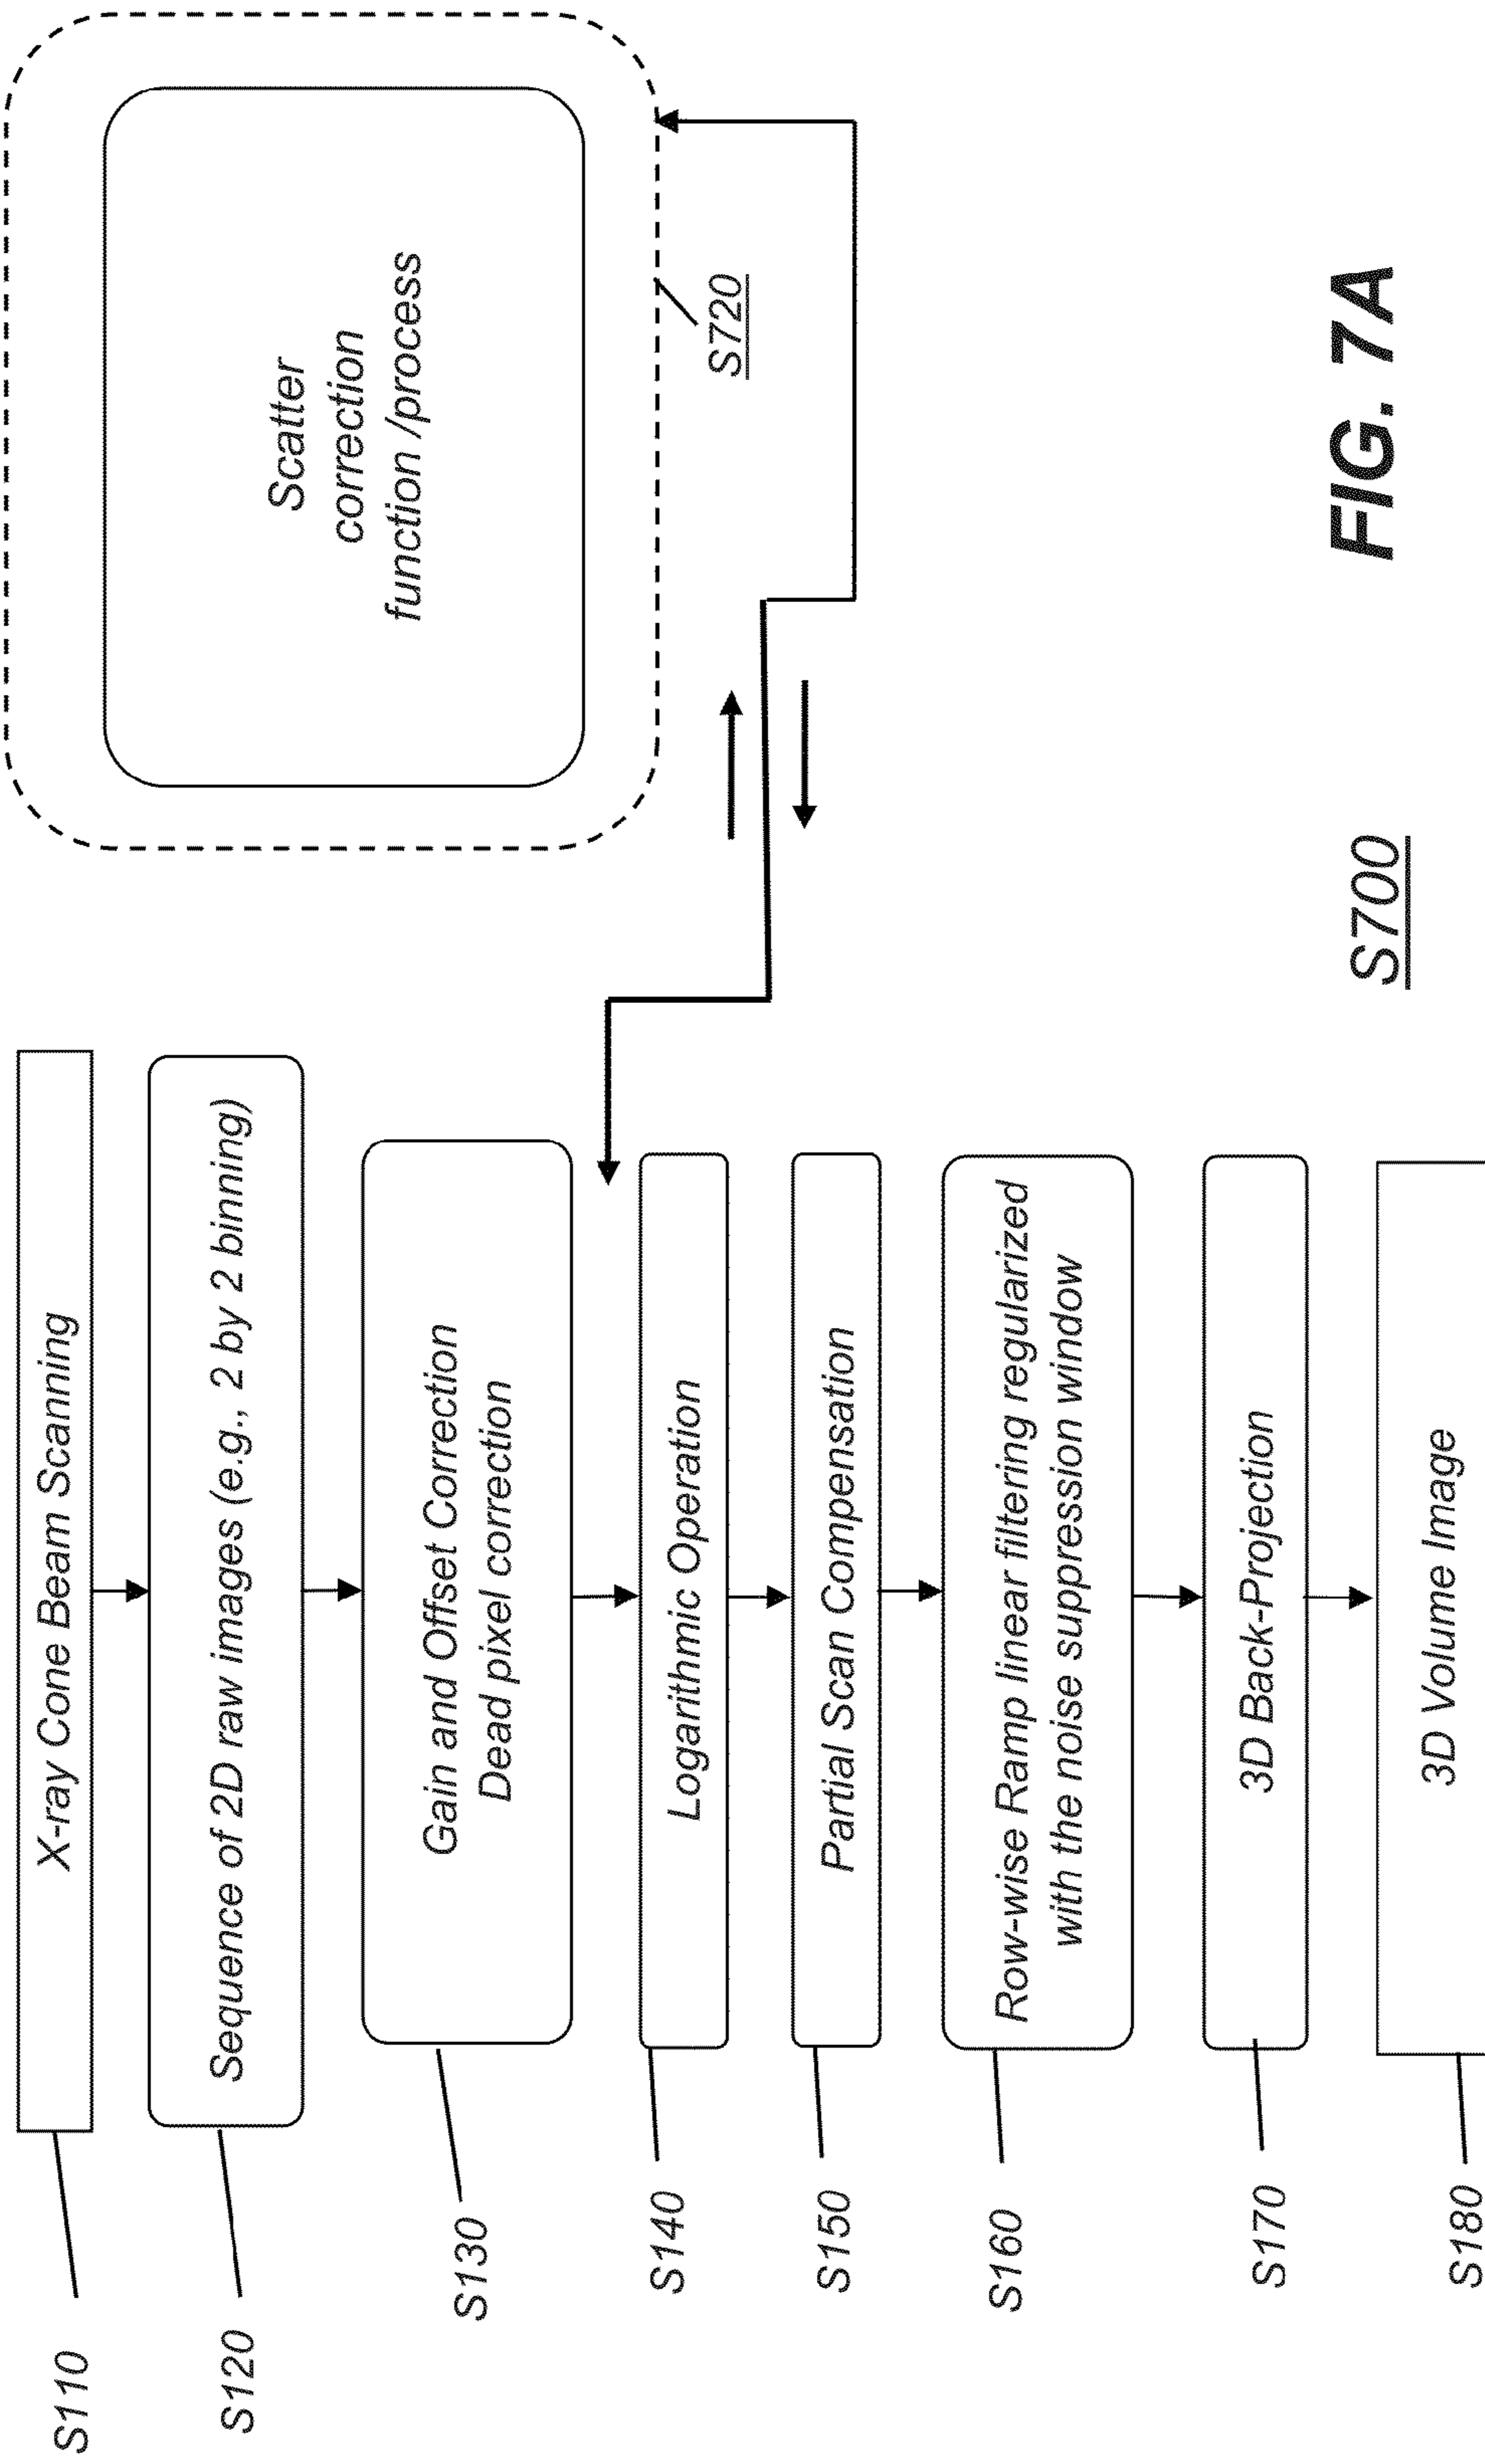 S110
X-ray Cone Beam Scanning
S120
Sequence of 2D raw images (e.g., 2 by 2 binning)
S130
Gain and Offset Correction
Dead pixel correction
S140
Logarithmic Operation
S150
Partial Scan Compensation
S160
Row-wise Ramp linear filtering regularized
with the noise suppression window
S170
3D Back-Projection
S180
3D Volume Image
Scatter
correction
function /process
S720
S700
FIG. 7A